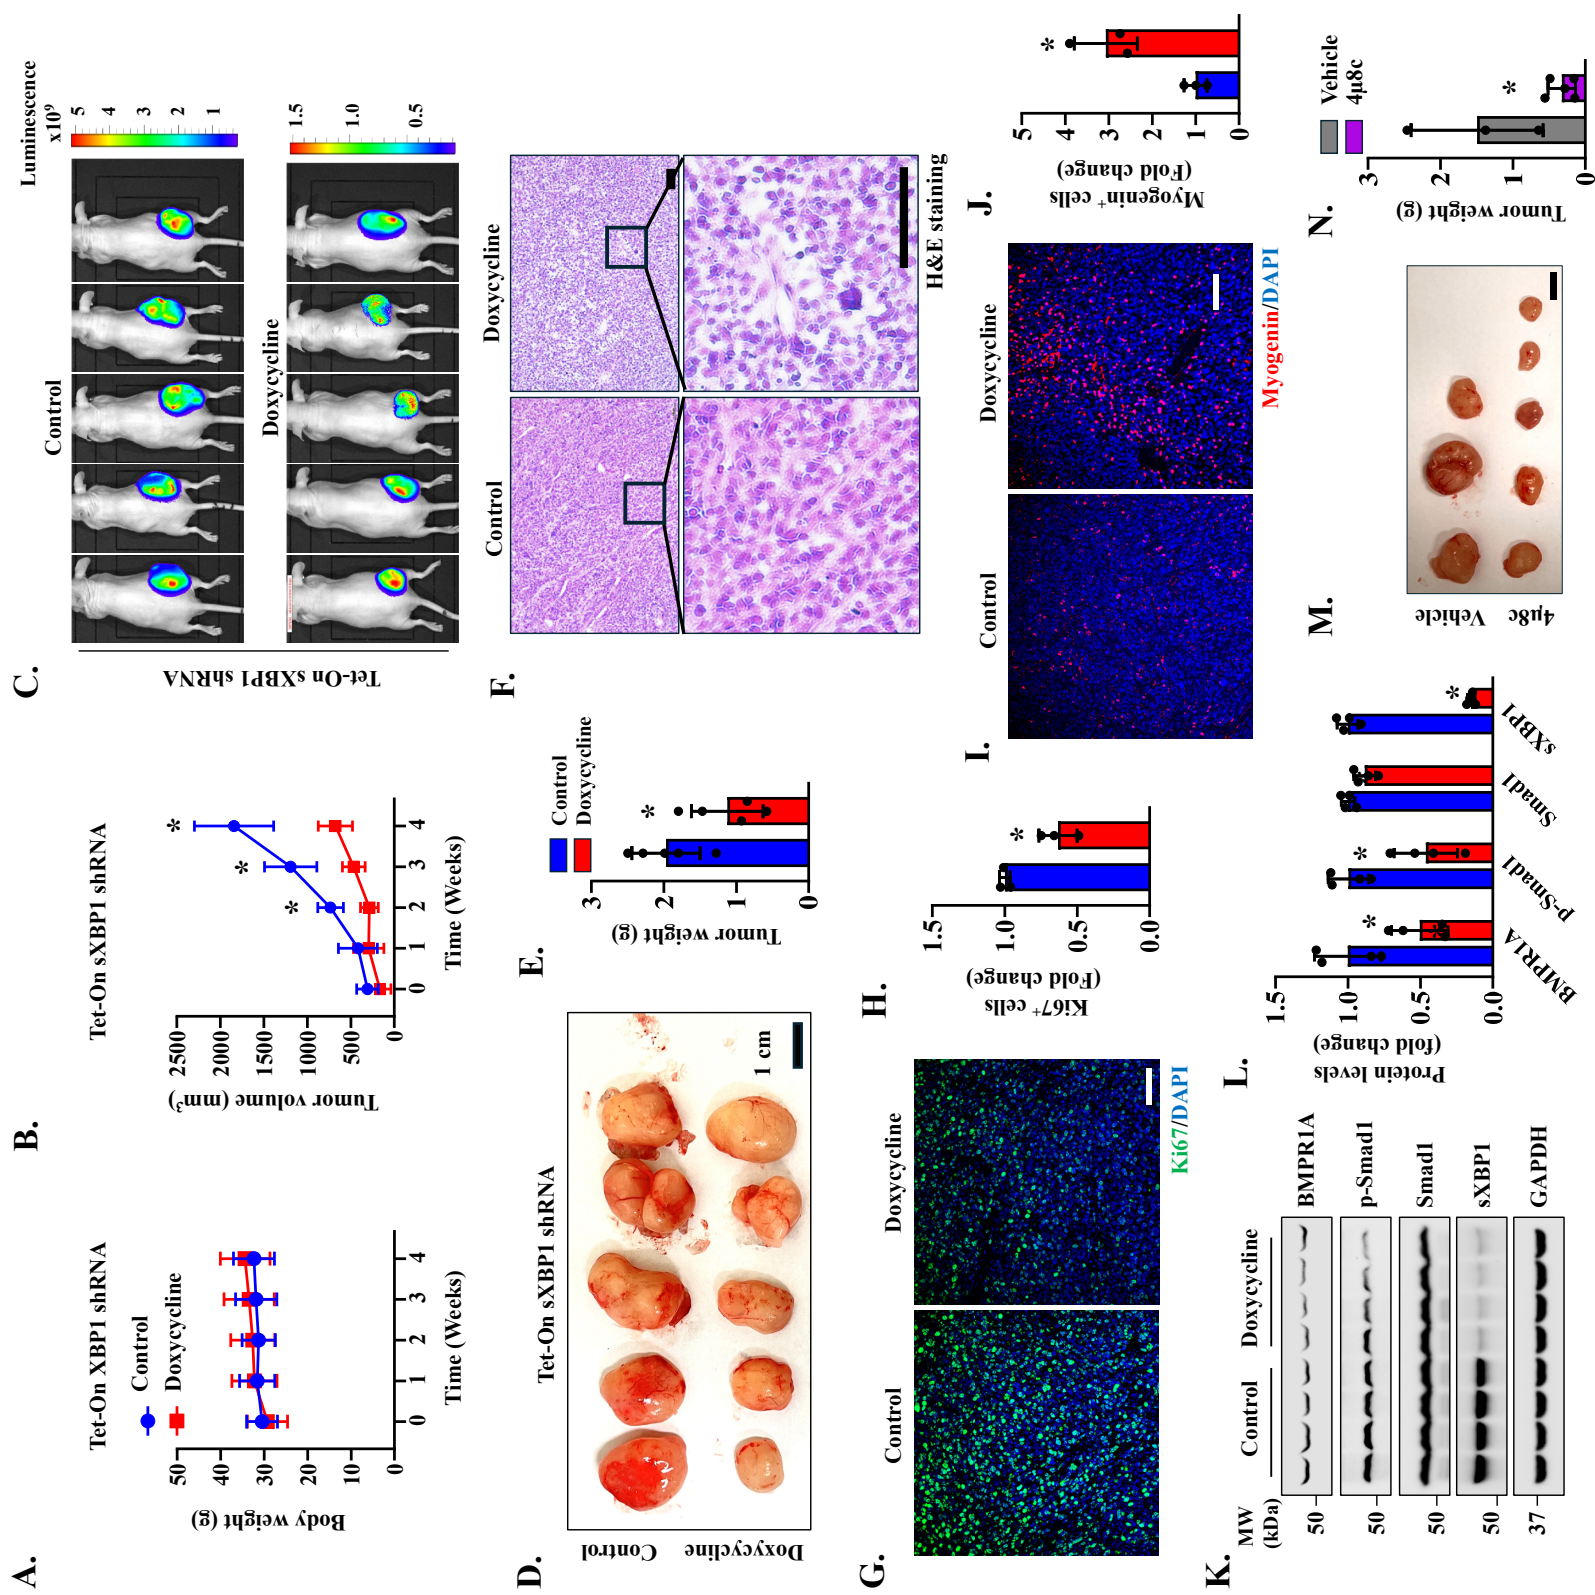 A.
Tet-On XBP1 shRNA
Control
Doxycycline
Body weight
(g)
50
40
30
20
10
0
0 1 2 3 4
Time (Weeks)
B.
Tet-On sXBP1 shRNA
Tumor volume (mm³)
2500
2000
1500
1000
500
0
* * *
0 1 2 3 4
Time (Weeks)
C.
Tet-On sXBP1 shRNA
Control
Doxycycline
Luminescence
x10⁹
5
4
3
2
1
1.5
1.0
0.5
D.
Tet-On sXBP1 shRNA
Control
Doxycycline
1 cm
E.
Control
Doxycycline
Tumor weight
(g)
3
2
1
0
*
F.
Control
Doxycycline
H&E staining
G.
Control
Doxycycline
Ki67/DAPI
H.
Ki67⁺ cells
(Fold change)
1.5
1.0
0.5
0.0
*
I.
Control
Doxycycline
Myogenin/DAPI
J.
Myogenin⁺ cells
(Fold change)
5
4
3
2
1
0
*
K.
MW
(kDa)
Control
Doxycycline
50
BMPR1A
50
p-Smad1
50
Smad1
50
sXBP1
37
GAPDH
L.
Protein levels
(fold change)
1.5
1.0
0.5
0.0
* * *
BMPR1A
p-Smad1
Smad1
sXBP1
M.
Vehicle
4µ8c
N.
Vehicle
4µ8c
Tumor weight (g)
3
2
1
0
*